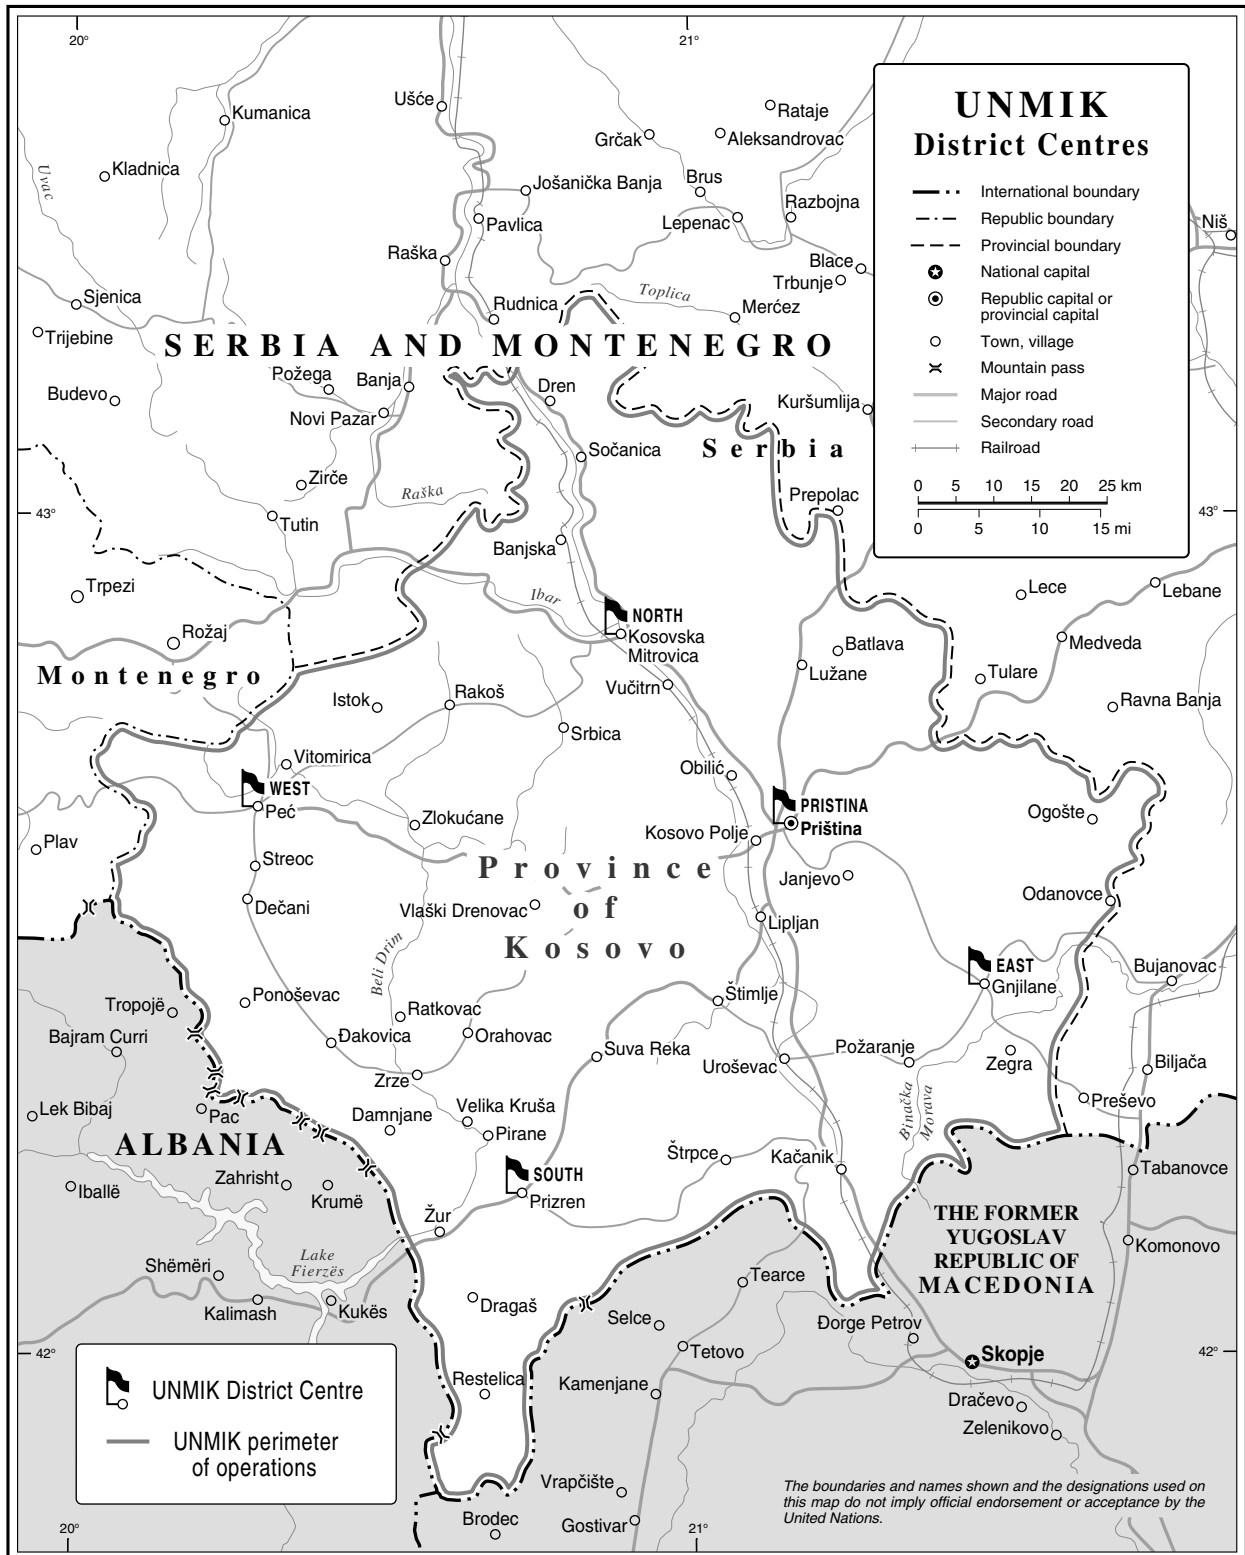 20°
21°
UNMIK
District Centres
International boundary
Republic boundary
Provincial boundary
National capital
Republic capital or
provincial capital
Town, village
Mountain pass
Major road
Secondary road
Railroad
0 5 10 15 20 25 km
0 5 10 15 mi
Ušće
Kumanica
Rataje
Grčak
Aleksandrovac
Kladnica
Uvac
Jošanička Banja
Brus
Razbojna
Pavlica
Lepenac
Niš
Raška
Blace
Trbunje
Toplica
Sjenica
Rudnica
Merćez
Trijebine
SERBIA AND MONTENEGRO
Požega
Banja
Dren
Budevo
Novi Pazar
Kuršumlija
Sočanica
Serbia
Zirče
Raška
Prepolac
43°
43°
Tutin
Banjska
Trpezi
Ibar
Lece
Lebane
NORTH
Kosovska
Mitrovica
Rožaj
Batlava
Medveda
Montenegro
Lužane
Tulare
Vučitrn
Istok
Rakoš
Ravna Banja
Srbica
Vitomirica
Obilić
WEST
Peć
PRISTINA
Priština
Zlokućane
Ogošte
Plav
Kosovo Polje
Streoc
Province
of
Kosovo
Janjevo
Dečani
Vlaški Drenovac
Odanovce
Lipljan
Beli Drim
EAST
Gnjilane
Bujanovac
Tropojë
Ponoševac
Štimlje
Ratkovac
Bajram Curri
Đakovica
Orahovac
Suva Reka
Uroševac
Požaranje
Zegra
Biljača
Zrze
Lek Bibaj
Pac
Damnjane
Velika Kruša
Binačka
Morava
Preševo
Pirane
ALBANIA
Štrpce
Kačanik
Tabanovce
Iballë
Zahrisht
Krumë
SOUTH
Prizren
Žur
THE FORMER
YUGOSLAV
REPUBLIC OF
MACEDONIA
Komonovo
Lake
Fierzës
Shëmëri
Tearce
Kalimash
Kukës
Dragaš
Selce
Đorge Petrov
42°
42°
Tetovo
Skopje
UNMIK District Centre
UNMIK perimeter
of operations
Restelica
Kamenjane
Dračevo
Zelenikovo
Vrapčište
Brodec
Gostivar
The boundaries and names shown and the designations used on
this map do not imply official endorsement or acceptance by the
United Nations.
20°
21°